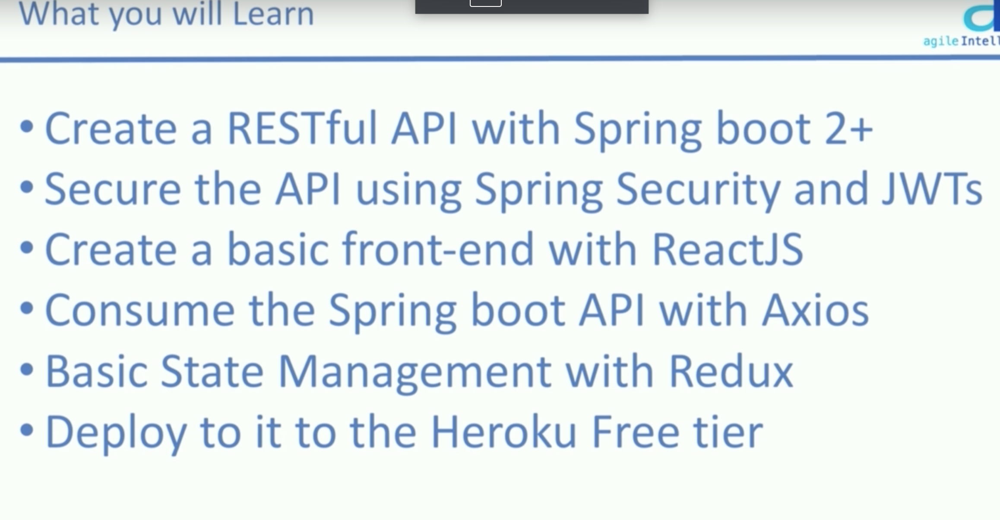 What you will Learn
agile Intell
• Create a RESTful API with Spring boot 2+
• Secure the API using Spring Security and JWTs
• Create a basic front-end with ReactJS
• Consume the Spring boot API with Axios
• Basic State Management with Redux
• Deploy to it to the Heroku Free tier